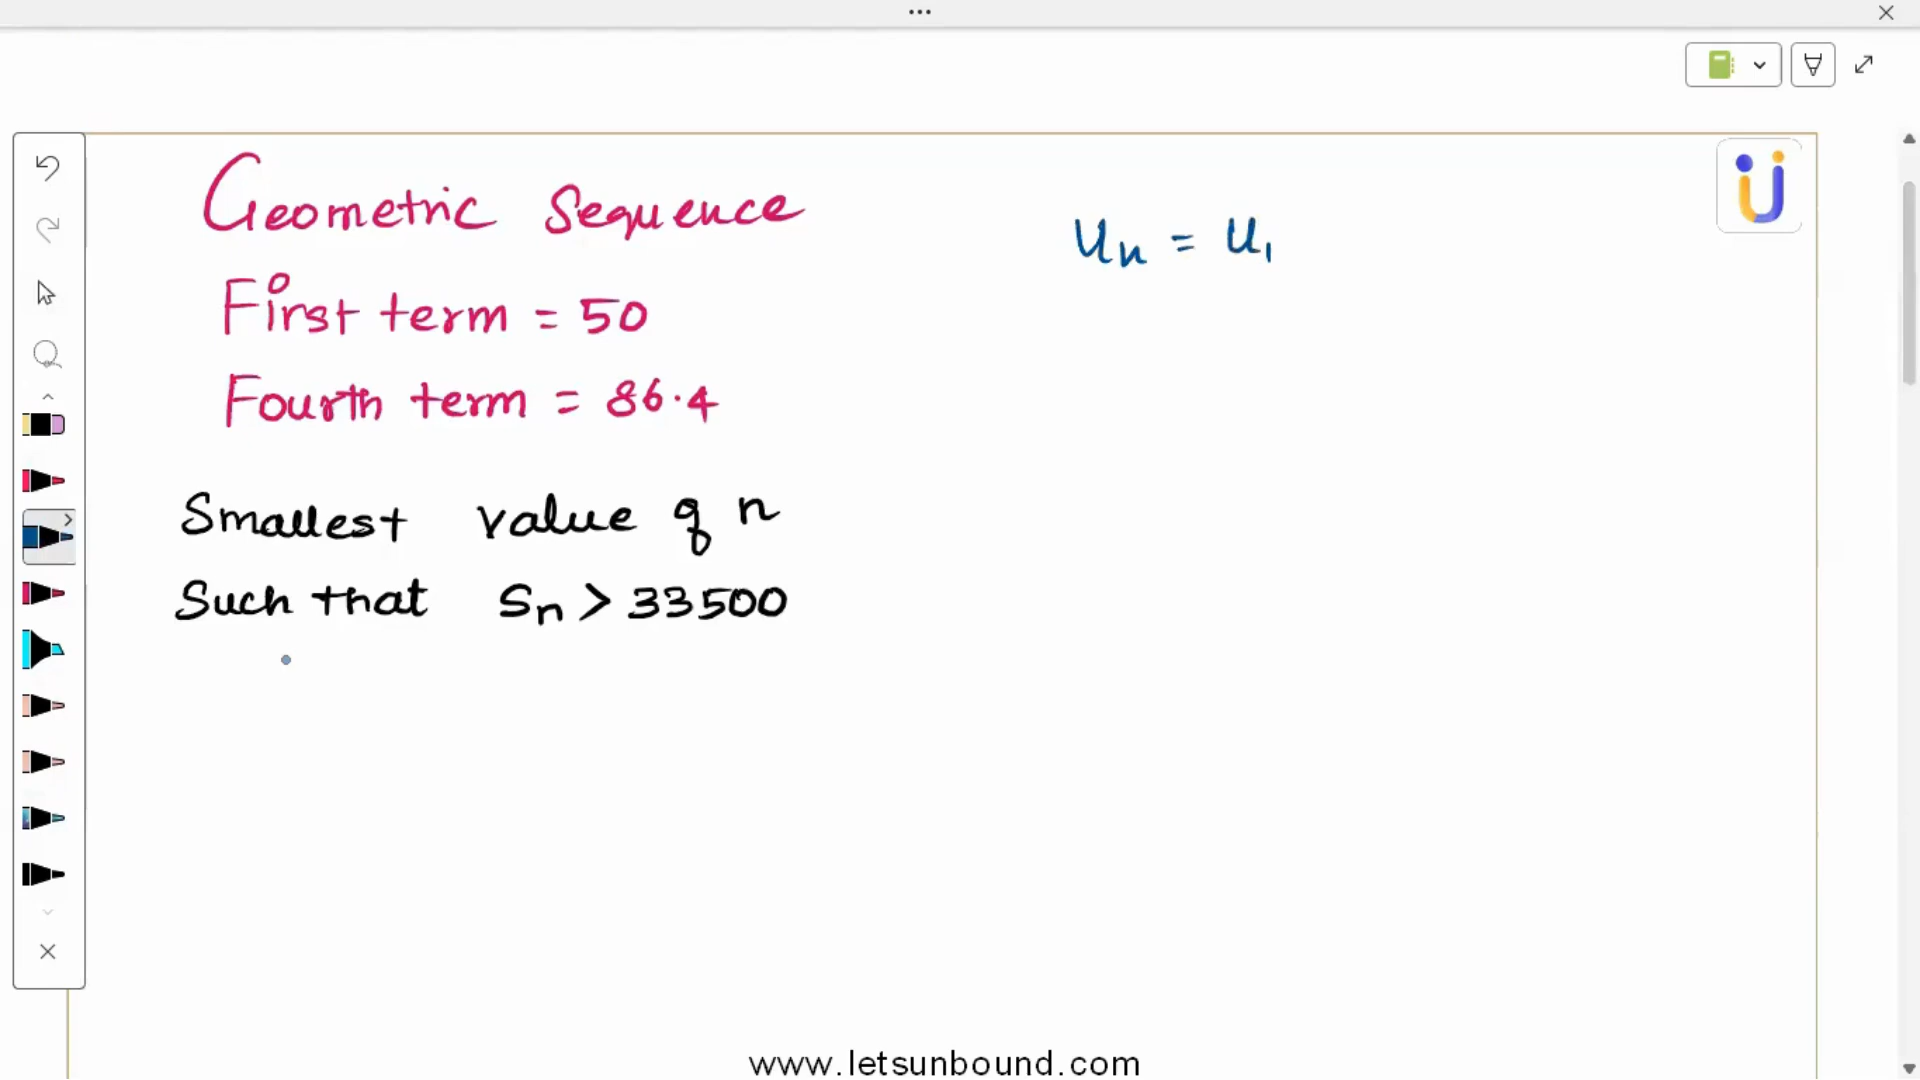 Geometric Sequence
First term = 50
Fourth term = 86.4
Smallest value of n
Such that Sn > 33500
Un = U1
www.letsunbound.com